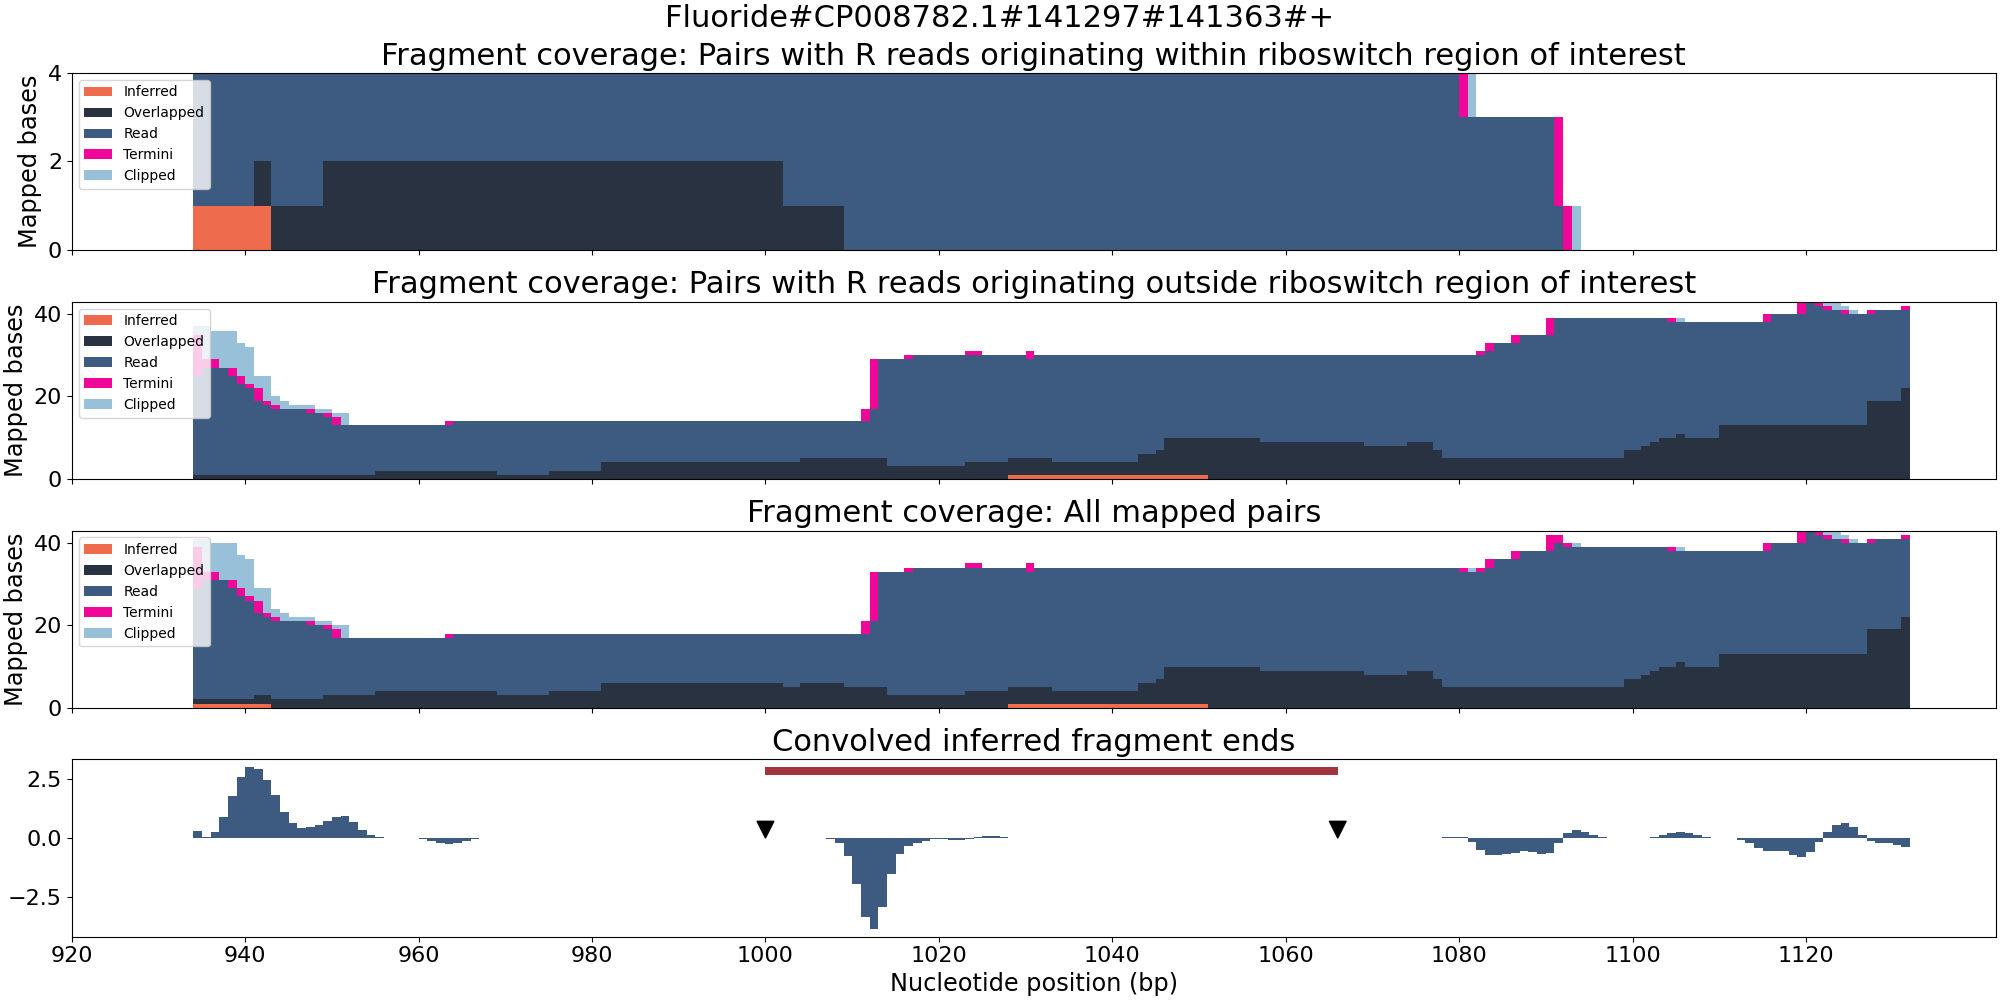 Fluoride#CP008782.1#141297#141363#+
Fragment coverage: Pairs with R reads originating within riboswitch region of interest
Mapped bases
4
2
0
Inferred
Overlapped
Read
Termini
Clipped
Fragment coverage: Pairs with R reads originating outside riboswitch region of interest
Mapped bases
40
20
0
Inferred
Overlapped
Read
Termini
Clipped
Fragment coverage: All mapped pairs
Mapped bases
40
20
0
Inferred
Overlapped
Read
Termini
Clipped
Convolved inferred fragment ends
2.5
0.0
−2.5
920 940 960 980 1000 1020 1040 1060 1080 1100 1120
Nucleotide position (bp)